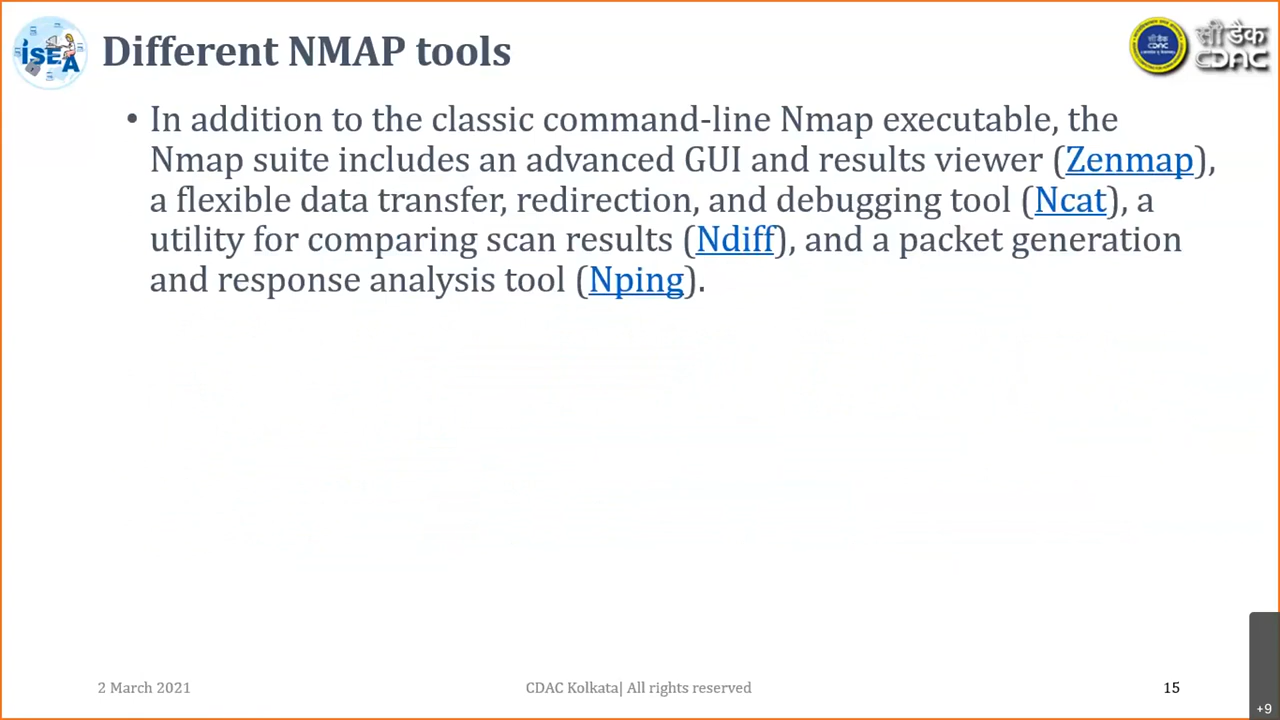 ISEA
Different NMAP tools
CDAC
सी डैक
CDAC
• In addition to the classic command-line Nmap executable, the
Nmap suite includes an advanced GUI and results viewer (Zenmap),
a flexible data transfer, redirection, and debugging tool (Ncat), a
utility for comparing scan results (Ndiff), and a packet generation
and response analysis tool (Nping).
2 March 2021
CDAC Kolkata| All rights reserved
15
+9